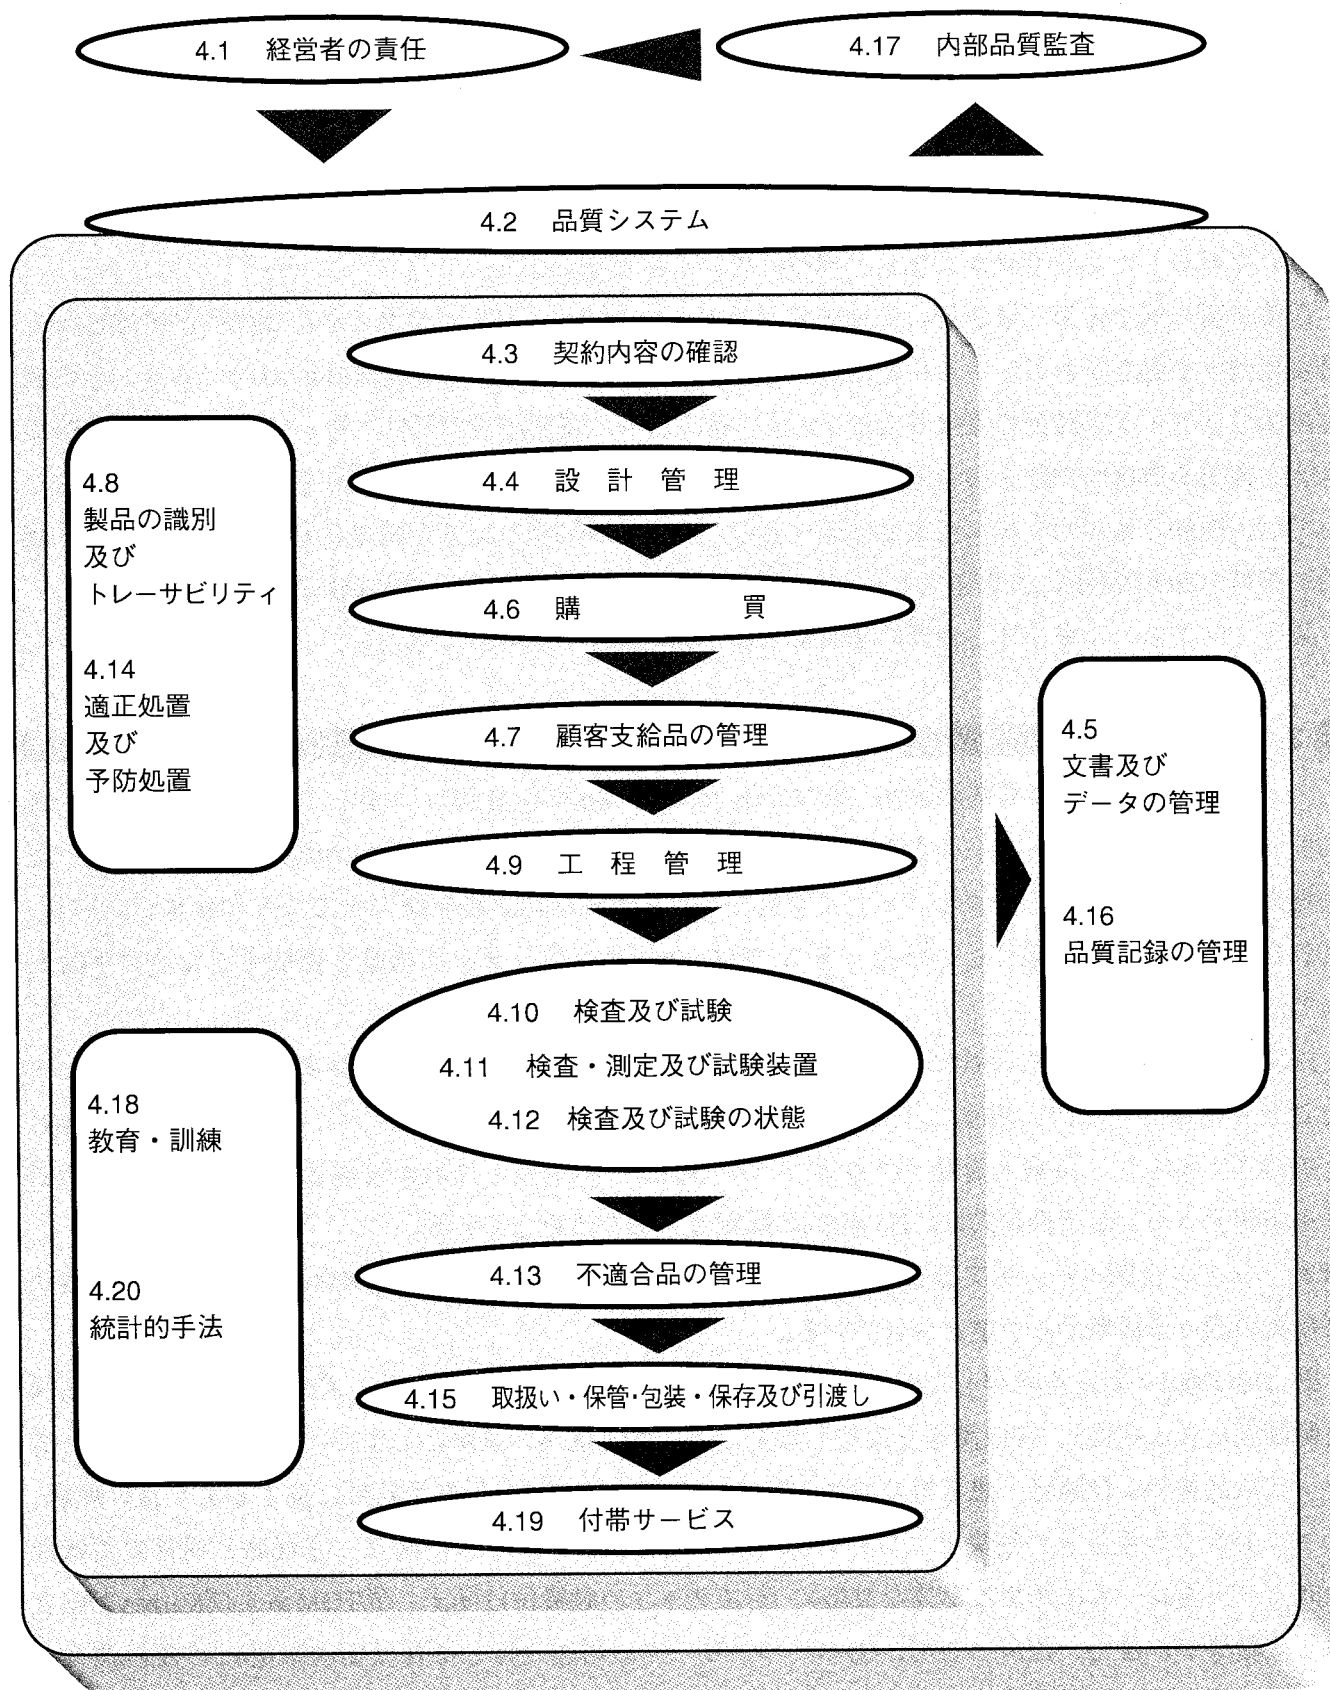 4.1 経営者の責任
4.17 内部品質監査
4.2 品質システム
4.3 契約内容の確認
4.4 設計管理
4.6 購買
4.7 顧客支給品の管理
4.9 工程管理
4.10 検査及び試験
4.11 検査・測定及び試験装置
4.12 検査及び試験の状態
4.13 不適合品の管理
4.15 取扱い・保管・包装・保存及び引渡し
4.19 付帯サービス
4.8
製品の識別
及び
トレーサビリティ
4.14
適正処置
及び
予防処置
4.18
教育・訓練
4.20
統計的手法
4.5
文書及び
データの管理
4.16
品質記録の管理